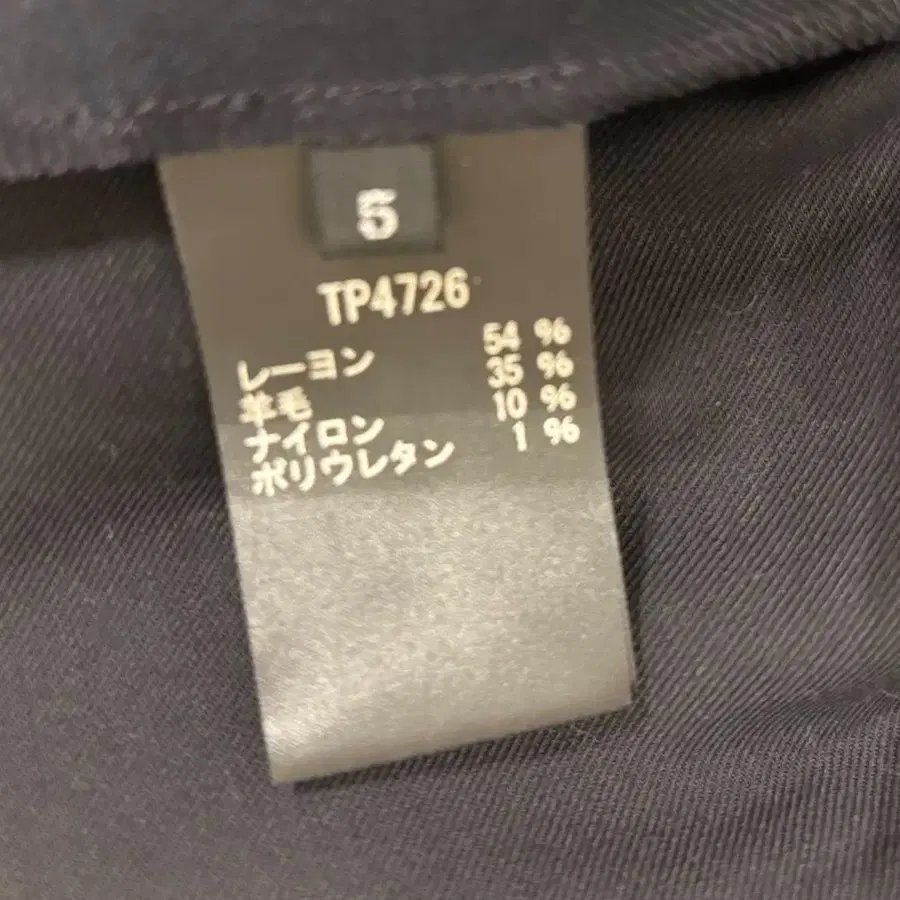 5
TP4726
レーヨン 54 %
羊毛 35 %
ナイロン 10 %
ポリウレタン 1 %